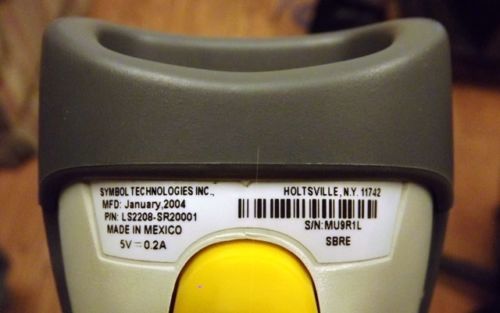 SYMBOL TECHNOLOGIES INC.,
MFD: January,2004
P/N: LS2208-SR20001
MADE IN MEXICO
5V = 0.2A
HOLTSVILLE, N.Y. 11742
S/N: MU9R1L
SBRE